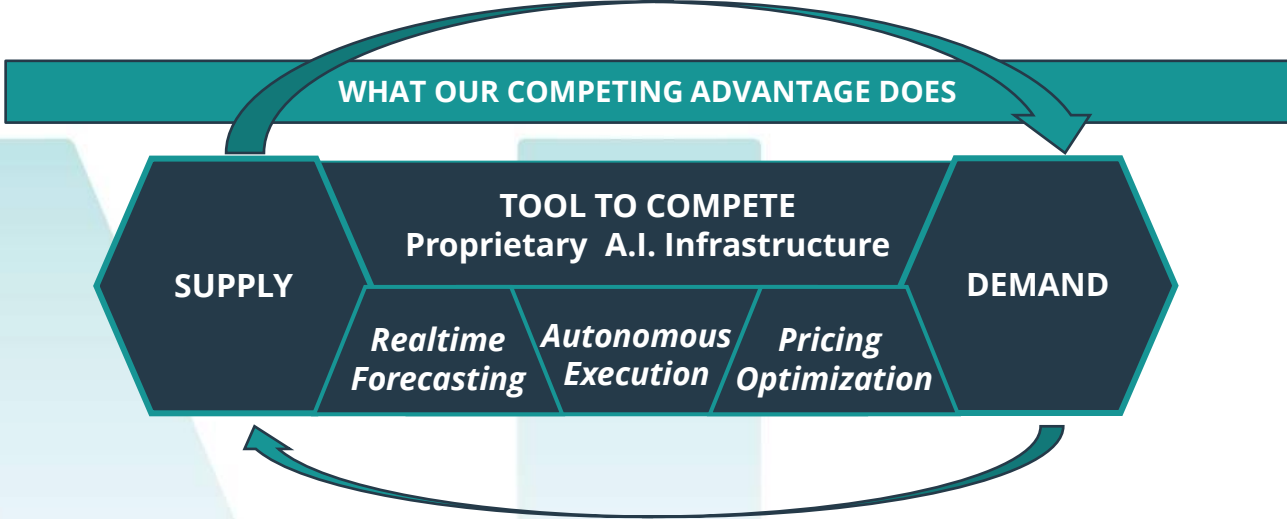 WHAT OUR COMPETING ADVANTAGE DOES
TOOL TO COMPETE
Proprietary A.I. Infrastructure
SUPPLY
DEMAND
Realtime
Forecasting
Autonomous
Execution
Pricing
Optimization